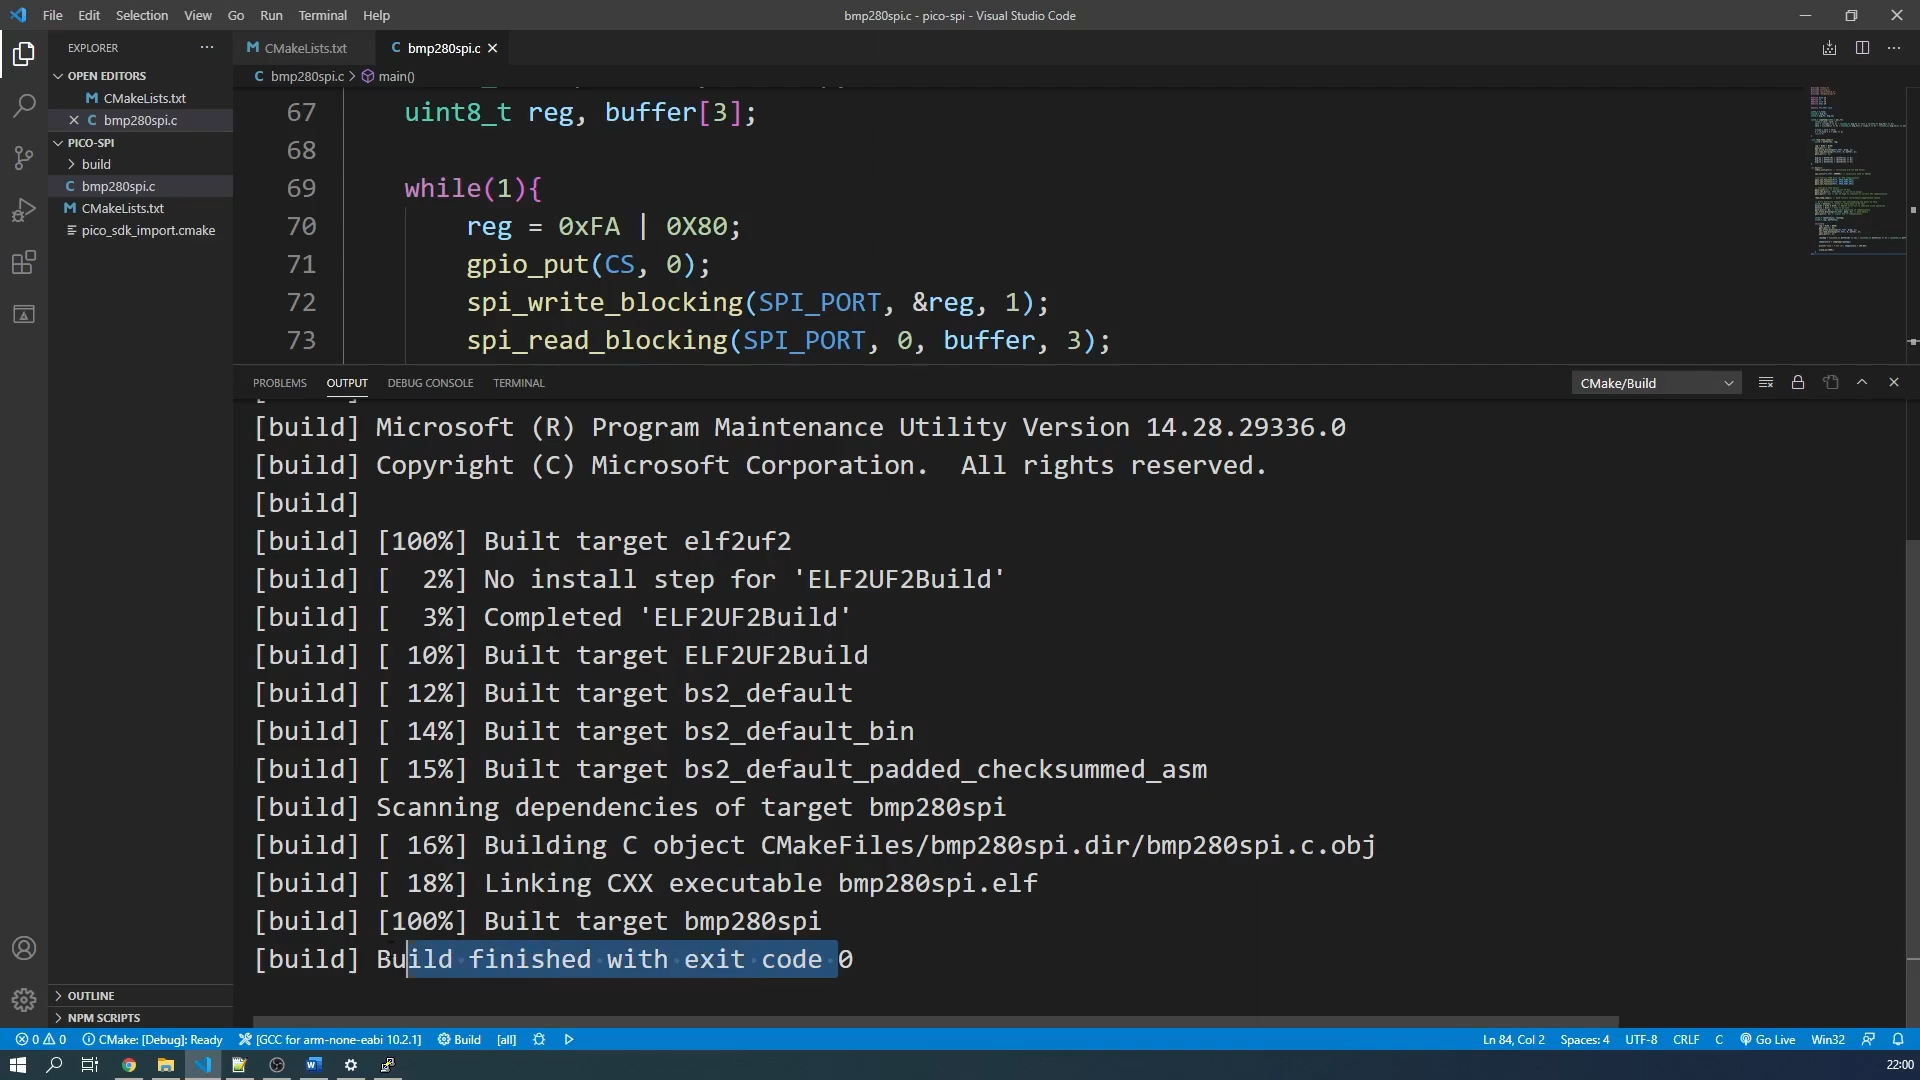 File Edit Selection View Go Run Terminal Help
bmp280spi.c - pico-spi - Visual Studio Code
EXPLORER
OPEN EDITORS
CMakeLists.txt
bmp280spi.c
PICO-SPI
build
bmp280spi.c
CMakeLists.txt
pico_sdk_import.cmake
OUTLINE
NPM SCRIPTS
CMakeLists.txt
bmp280spi.c
bmp280spi.c > main()
67 uint8_t reg, buffer[3];
68
69 while(1){
70 reg = 0xFA | 0X80;
71 gpio_put(CS, 0);
72 spi_write_blocking(SPI_PORT, &reg, 1);
73 spi_read_blocking(SPI_PORT, 0, buffer, 3);
PROBLEMS OUTPUT DEBUG CONSOLE TERMINAL
CMake/Build
[build] Microsoft (R) Program Maintenance Utility Version 14.28.29336.0
[build] Copyright (C) Microsoft Corporation.  All rights reserved.
[build]
[build] [100%] Built target elf2uf2
[build] [  2%] No install step for 'ELF2UF2Build'
[build] [  3%] Completed 'ELF2UF2Build'
[build] [ 10%] Built target ELF2UF2Build
[build] [ 12%] Built target bs2_default
[build] [ 14%] Built target bs2_default_bin
[build] [ 15%] Built target bs2_default_padded_checksummed_asm
[build] Scanning dependencies of target bmp280spi
[build] [ 16%] Building C object CMakeFiles/bmp280spi.dir/bmp280spi.c.obj
[build] [ 18%] Linking CXX executable bmp280spi.elf
[build] [100%] Built target bmp280spi
[build] Build finished with exit code 0
0 0 CMake: [Debug]: Ready [GCC for arm-none-eabi 10.2.1] Build [all]
Ln 84, Col 2 Spaces: 4 UTF-8 CRLF C Go Live Win32
22:00